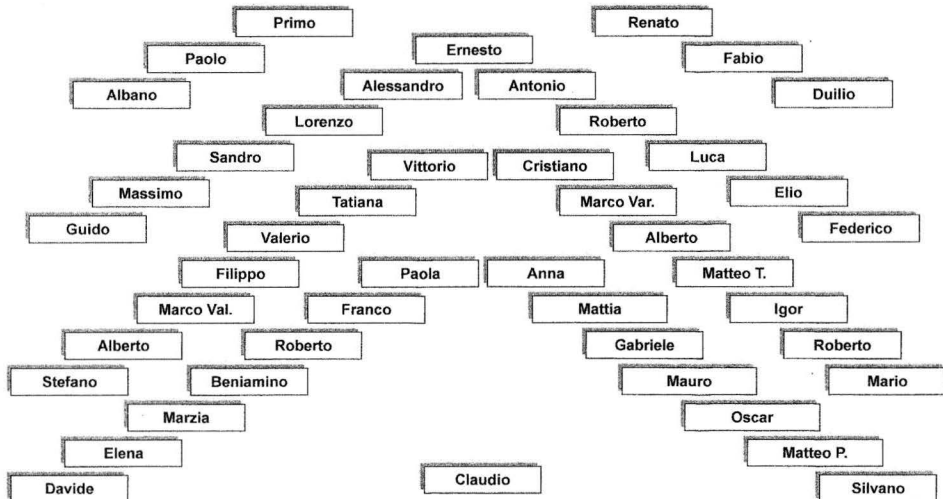 Primo Renato
Ernesto
Paolo Fabio
Alessandro Antonio
Albano Duilio
Lorenzo Roberto
Sandro Vittorio Cristiano Luca
Massimo Elio
Tatiana Marco Var.
Guido Federico
Valerio Alberto
Filippo Paola Anna Matteo T.
Marco Val. Franco Mattia Igor
Alberto Roberto Gabriele Roberto
Stefano Beniamino Mauro Mario
Marzia Oscar
Elena Matteo P.
Claudio
Davide Silvano